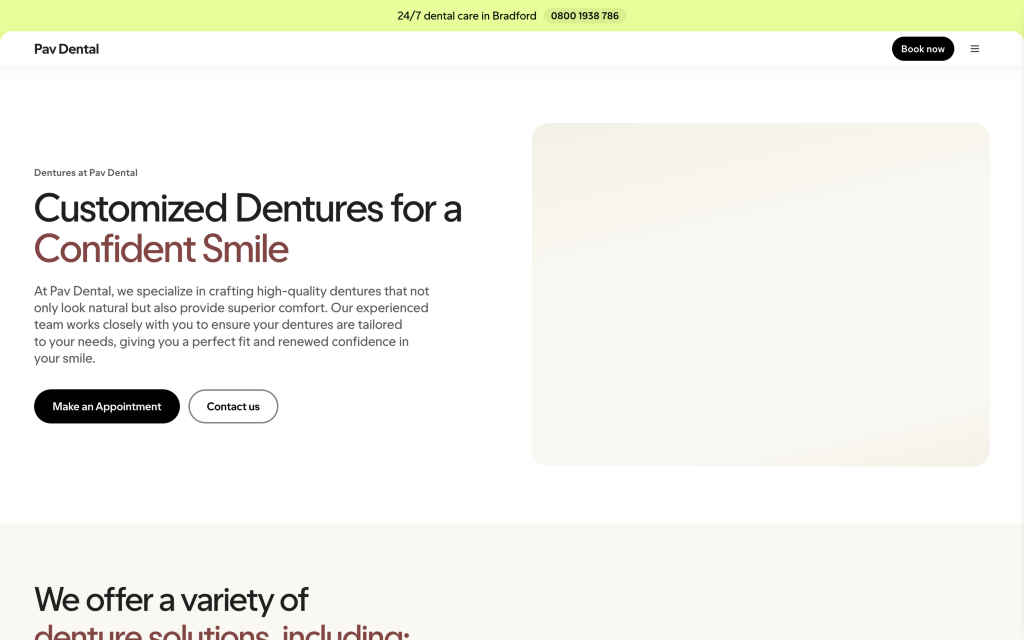 24/7 dental care in Bradford 0800 1938 786
Pav Dental
Book now
Dentures at Pav Dental
Customized Dentures for a
Confident Smile
At Pav Dental, we specialize in crafting high-quality dentures that not
only look natural but also provide superior comfort. Our experienced
team works closely with you to ensure your dentures are tailored
to your needs, giving you a perfect fit and renewed confidence in
your smile.
Make an Appointment
Contact us
We offer a variety of
denture solutions, including: